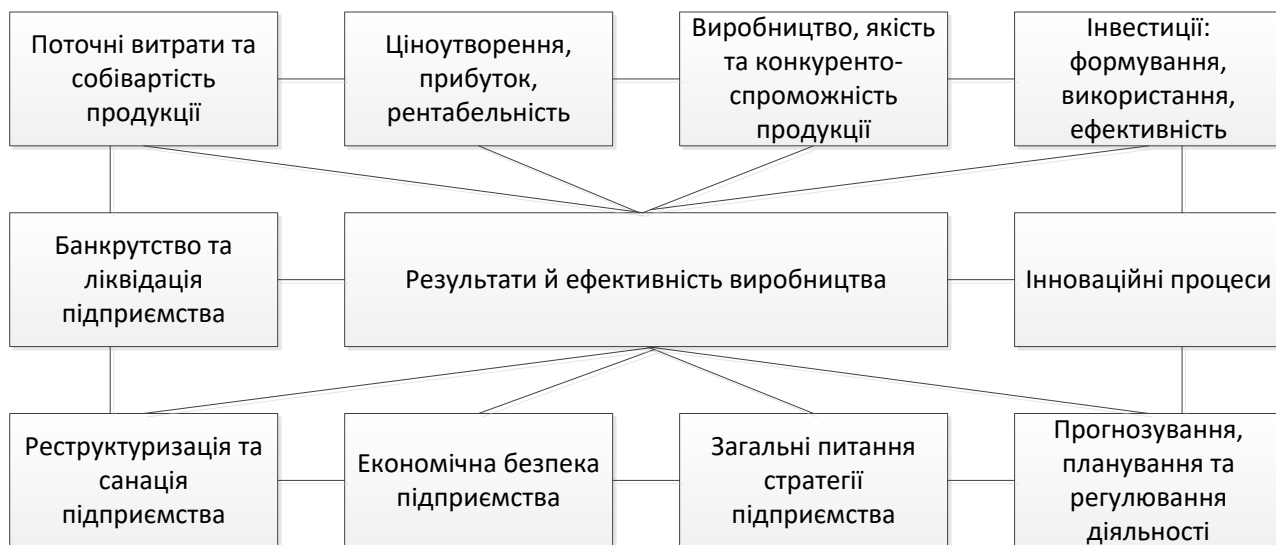 Поточні витрати та
собівартість
продукції
Ціноутворення,
прибуток,
рентабельність
Виробництво, якість
та конкуренто-
спроможність
продукції
Інвестиції:
формування,
використання,
ефективність
Банкрутство та
ліквідація
підприємства
Результати й ефективність виробництва
Інноваційні процеси
Реструктуризація та
санація
підприємства
Економічна безпека
підприємства
Загальні питання
стратегії
підприємства
Прогнозування,
планування та
регулювання
діяльності